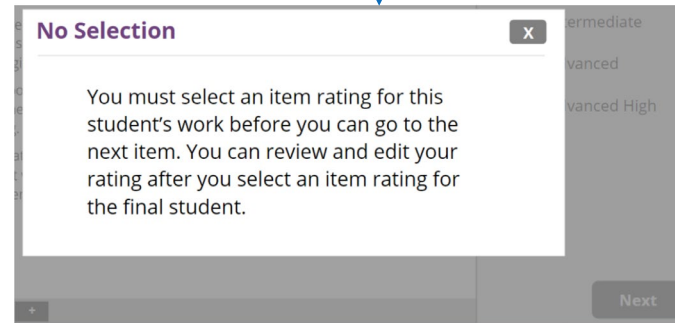 No Selection
X
You must select an item rating for this
student's work before you can go to the
next item. You can review and edit your
rating after you select an item rating for
the final student.
ermediate
vanced
vanced High
+
Next